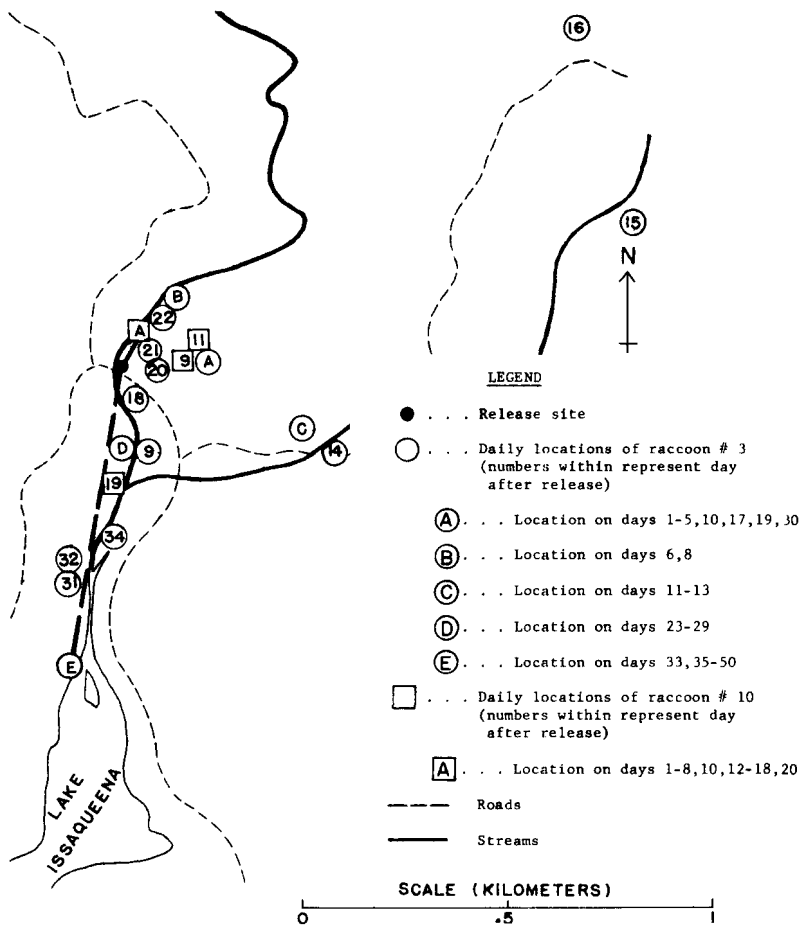 16
15
N
B
22
A
11
21
9
A
20
18
C
D
9
14
19
34
32
31
E
LAKE
ISSAQUEENA
LEGEND
. . . Release site
. . . Daily locations of raccoon # 3
(numbers within represent day
after release)
A . . . Location on days 1-5,10,17,19,30
B . . . Location on days 6,8
C . . . Location on days 11-13
D . . . Location on days 23-29
E . . . Location on days 33,35-50
. . . Daily locations of raccoon # 10
(numbers within represent day
after release)
A . . . Location on days 1-8,10,12-18,20
Roads
Streams
SCALE (KILOMETERS)
0 .5 1